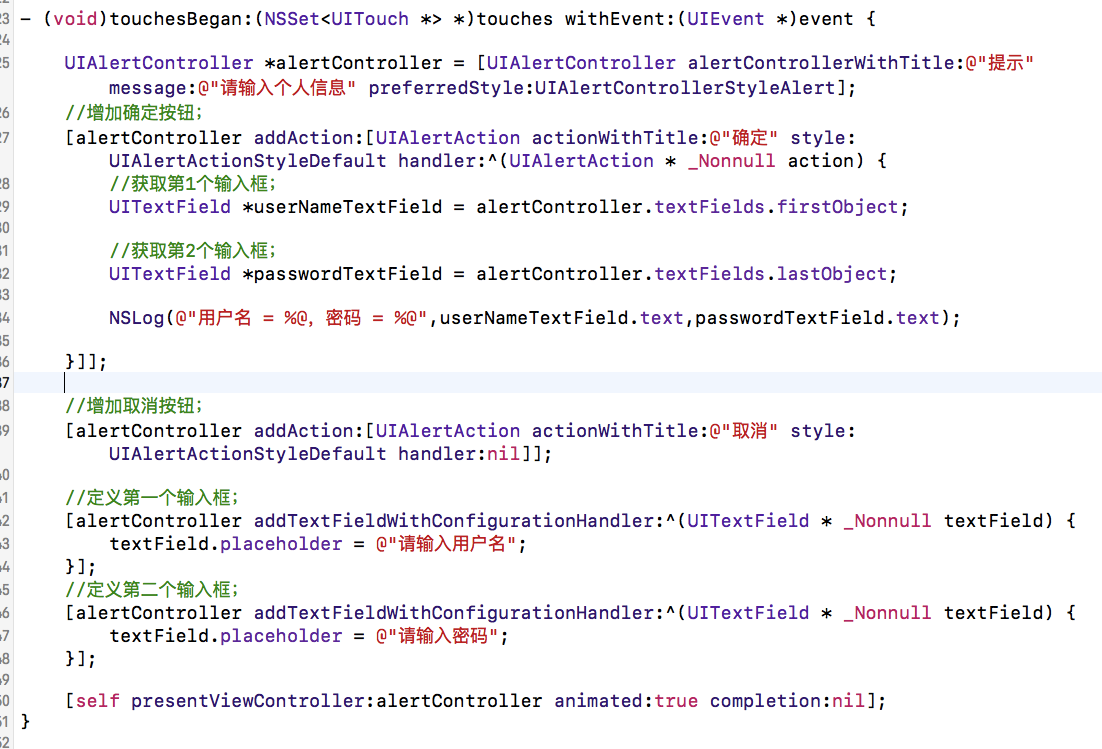 23 - (void)touchesBegan:(NSSet<UITouch *> *)touches withEvent:(UIEvent *)event {
24
25 UIAlertController *alertController = [UIAlertController alertControllerWithTitle:@"提示"
message:@"请输入个人信息" preferredStyle:UIAlertControllerStyleAlert];
26 //增加确定按钮;
27 [alertController addAction:[UIAlertAction actionWithTitle:@"确定" style:
UIAlertActionStyleDefault handler:^(UIAlertAction * _Nonnull action) {
28 //获取第1个输入框;
29 UITextField *userNameTextField = alertController.textFields.firstObject;
30
31 //获取第2个输入框;
32 UITextField *passwordTextField = alertController.textFields.lastObject;
33
34 NSLog(@"用户名 = %@, 密码 = %@",userNameTextField.text,passwordTextField.text);
35
36 }]];
37
38 //增加取消按钮;
39 [alertController addAction:[UIAlertAction actionWithTitle:@"取消" style:
UIAlertActionStyleDefault handler:nil]];
40
41 //定义第一个输入框;
42 [alertController addTextFieldWithConfigurationHandler:^(UITextField * _Nonnull textField) {
43 textField.placeholder = @"请输入用户名";
44 }];
45 //定义第二个输入框;
46 [alertController addTextFieldWithConfigurationHandler:^(UITextField * _Nonnull textField) {
47 textField.placeholder = @"请输入密码";
48 }];
49
50 [self presentViewController:alertController animated:true completion:nil];
51 }
52